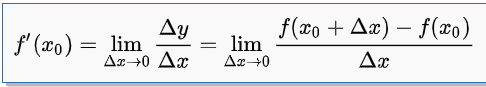 f′(x₀) = lim_{Δx→0} Δy/Δx = lim_{Δx→0} (f(x₀ + Δx) − f(x₀))/Δx